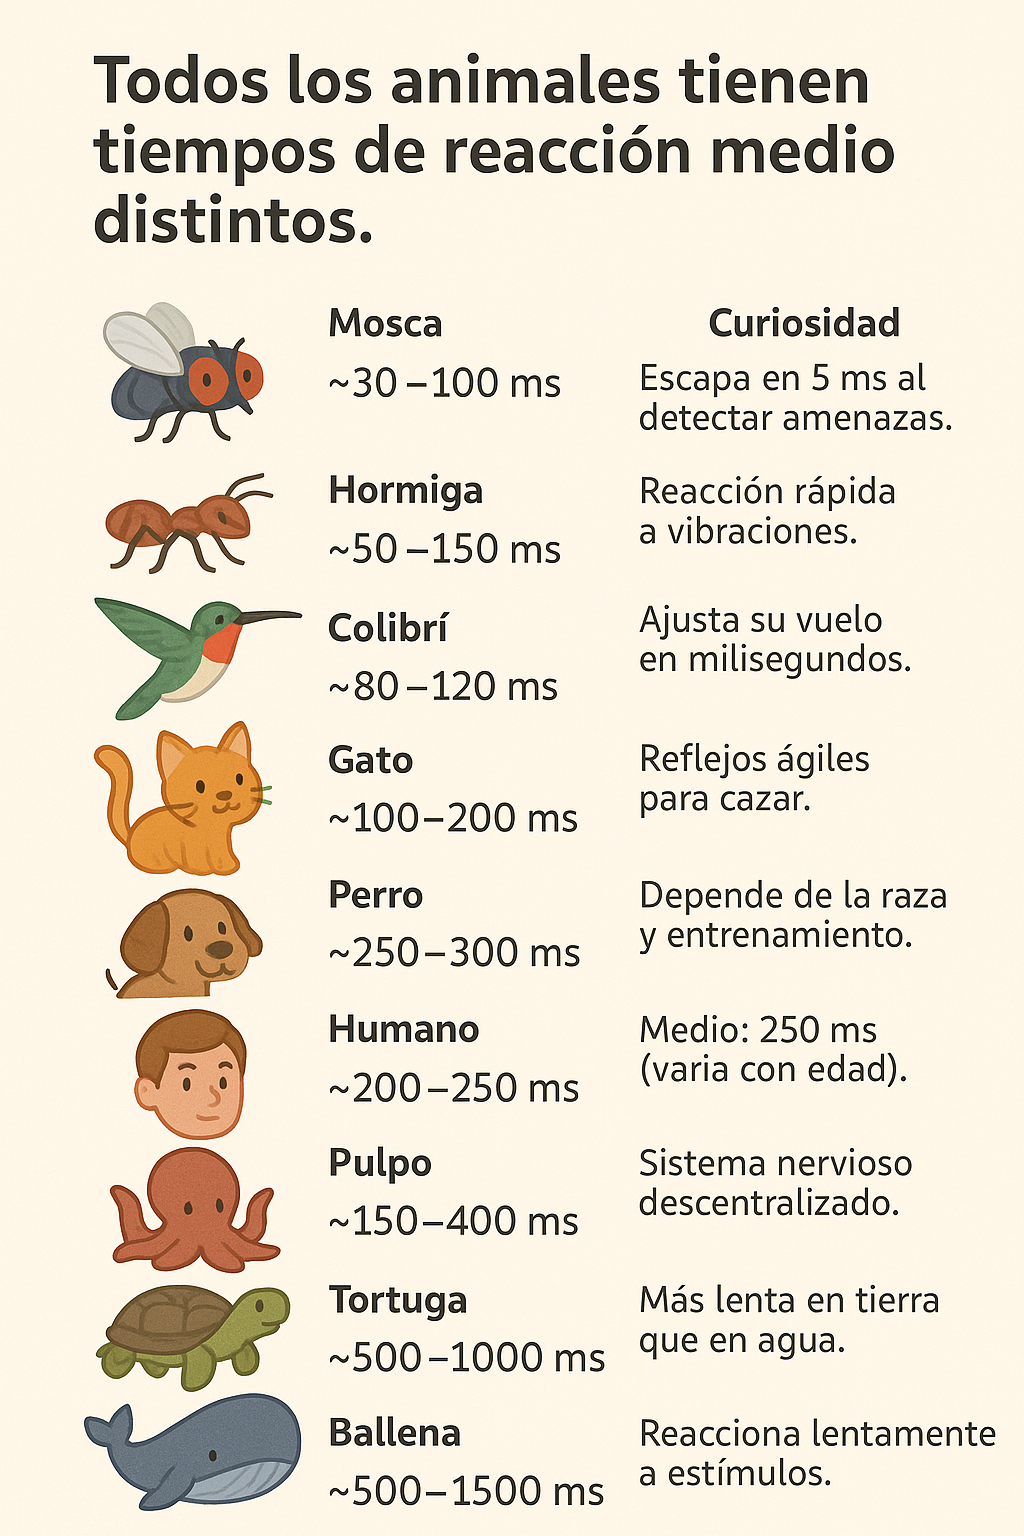 Todos los animales tienen
tiempos de reacción medio
distintos.
Mosca
~30–100 ms
Curiosidad
Escapa en 5 ms al
detectar amenazas.
Hormiga
~50–150 ms
Reacción rápida
a vibraciones.
Colibrí
~80–120 ms
Ajusta su vuelo
en milisegundos.
Gato
~100–200 ms
Reflejos ágiles
para cazar.
Perro
~250–300 ms
Depende de la raza
y entrenamiento.
Humano
~200–250 ms
Medio: 250 ms
(varia con edad).
Pulpo
~150–400 ms
Sistema nervioso
descentralizado.
Tortuga
~500–1000 ms
Más lenta en tierra
que en agua.
Ballena
~500–1500 ms
Reacciona lentamente
a estímulos.